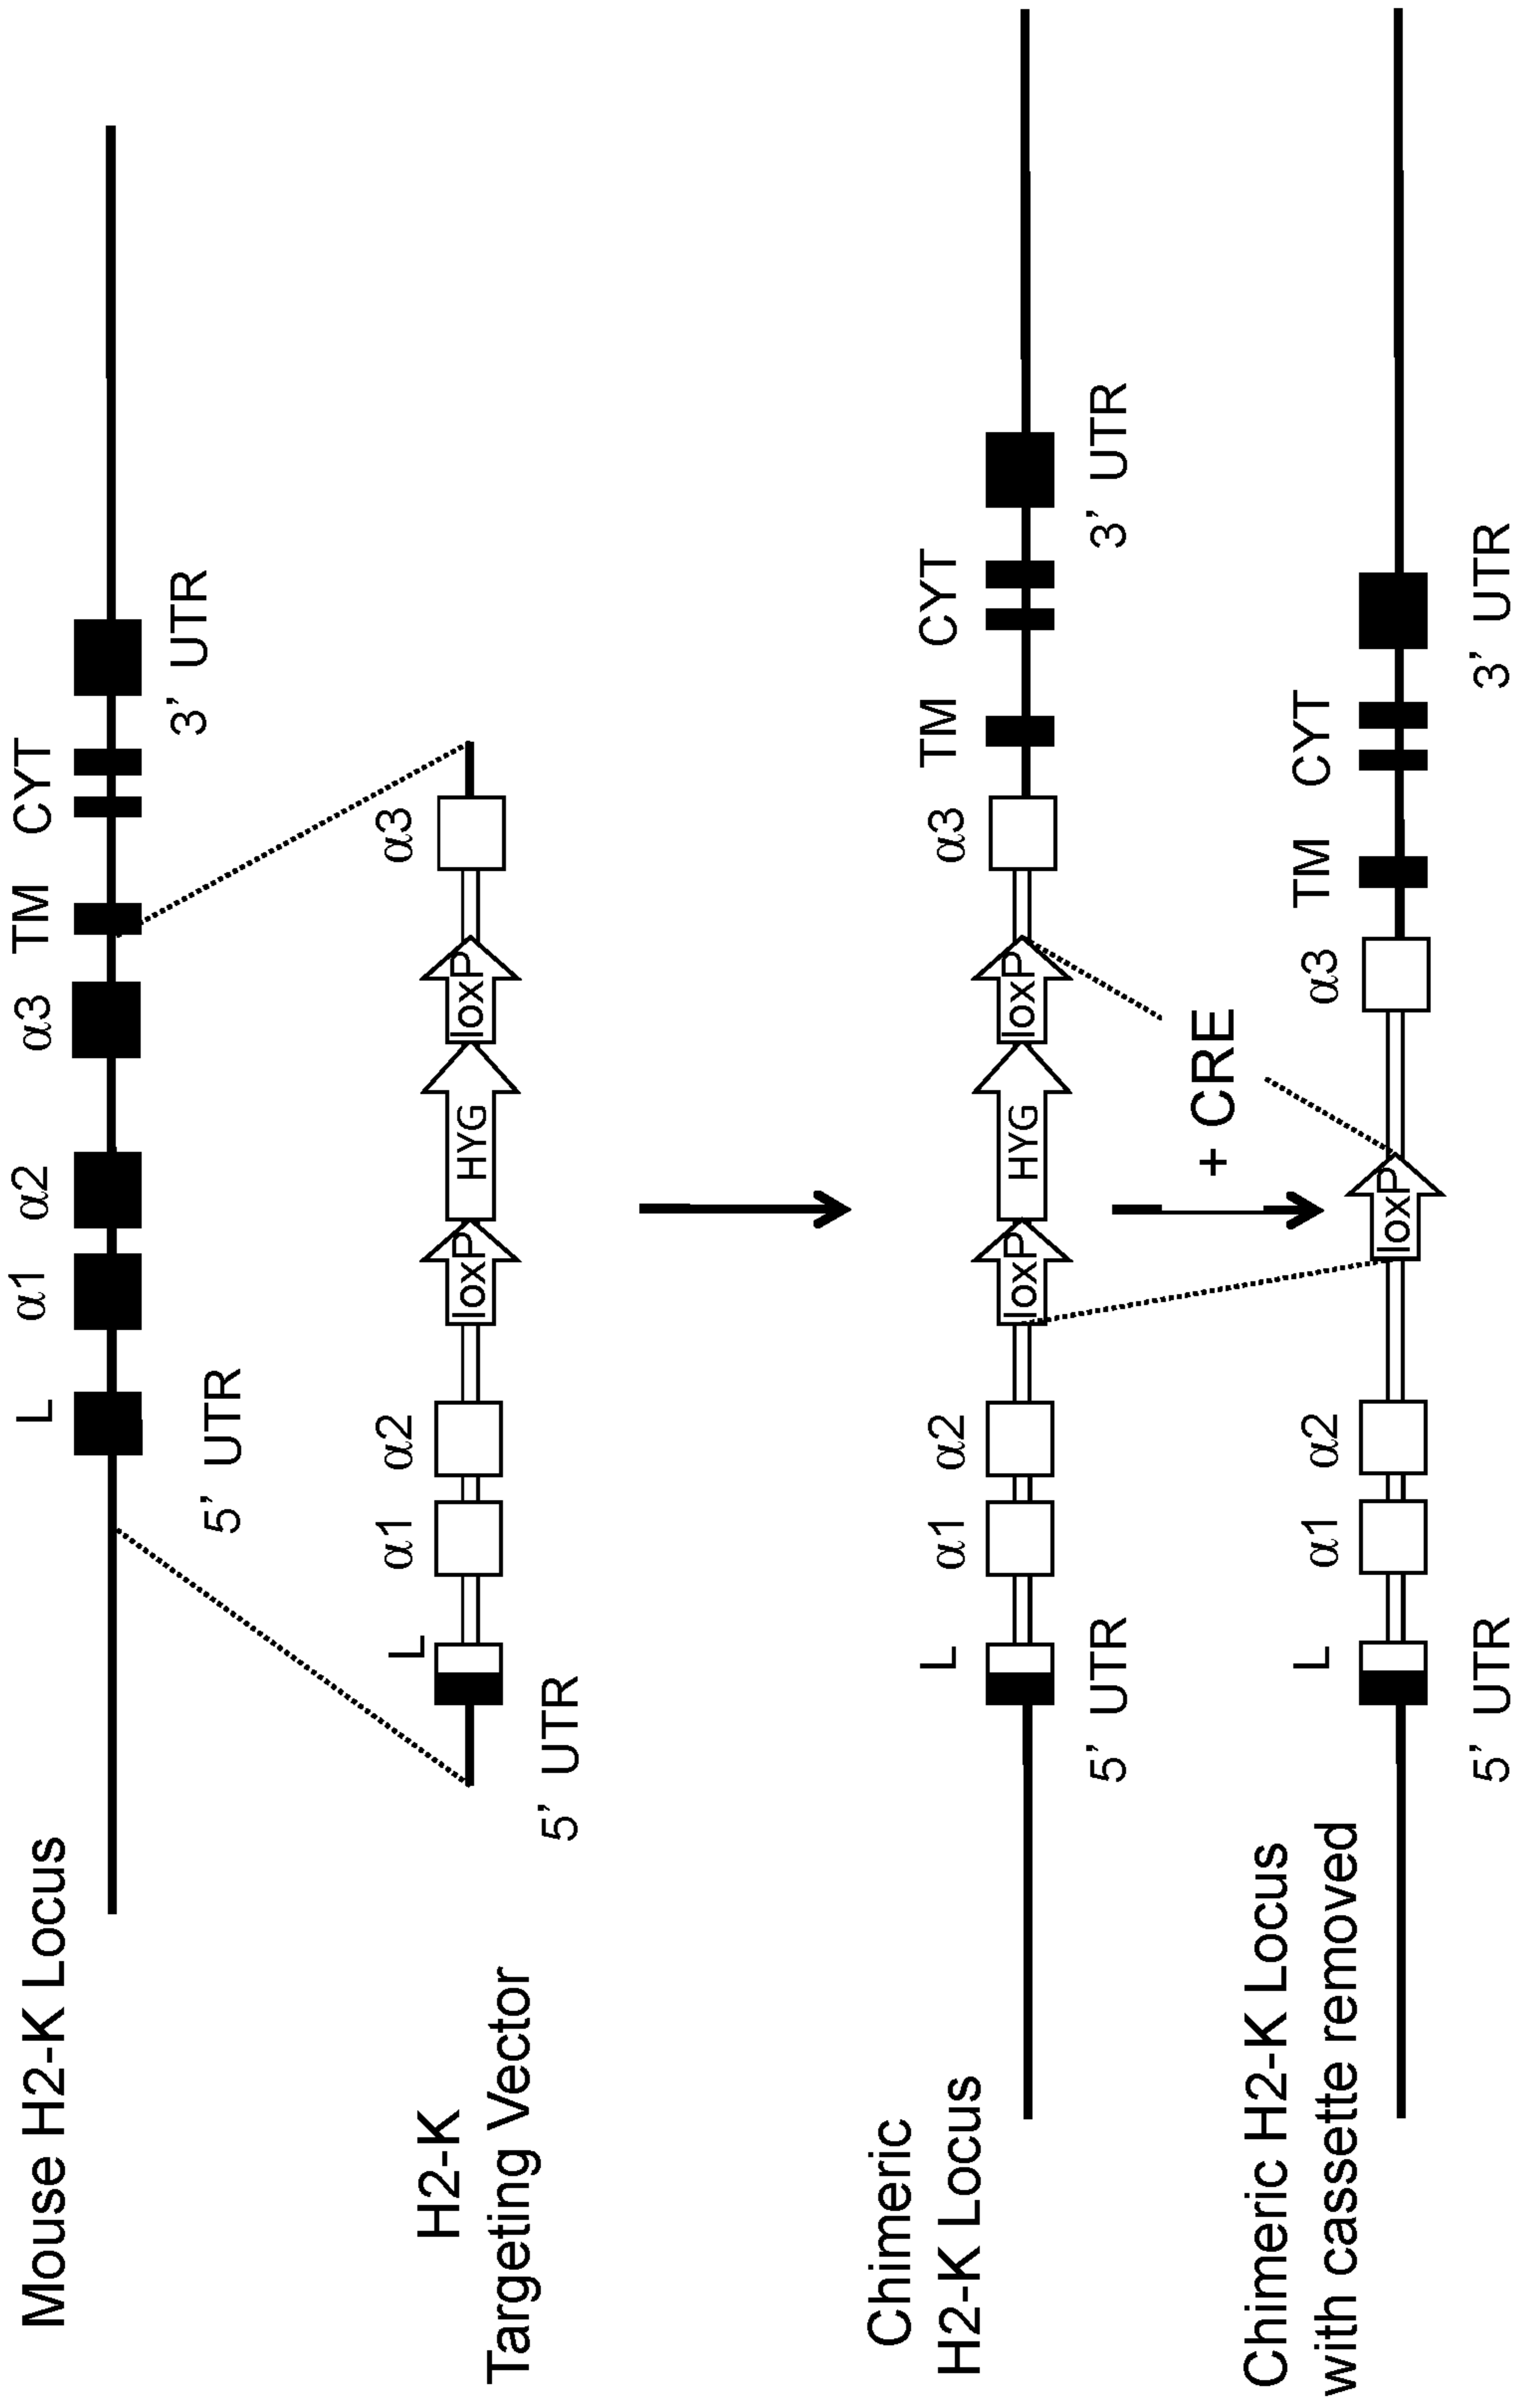 Mouse H2-K Locus
L α1 α2 α3 TM CYT
5' UTR 3' UTR
H2-K
Targeting Vector
L α1 α2 loxP HYG loxP α3
5' UTR
Chimeric
H2-K Locus
L α1 α2 loxP HYG loxP α3 TM CYT
5' UTR 3' UTR
+ CRE
Chimeric H2-K Locus
with cassette removed
L α1 α2 loxP α3 TM CYT
5' UTR 3' UTR